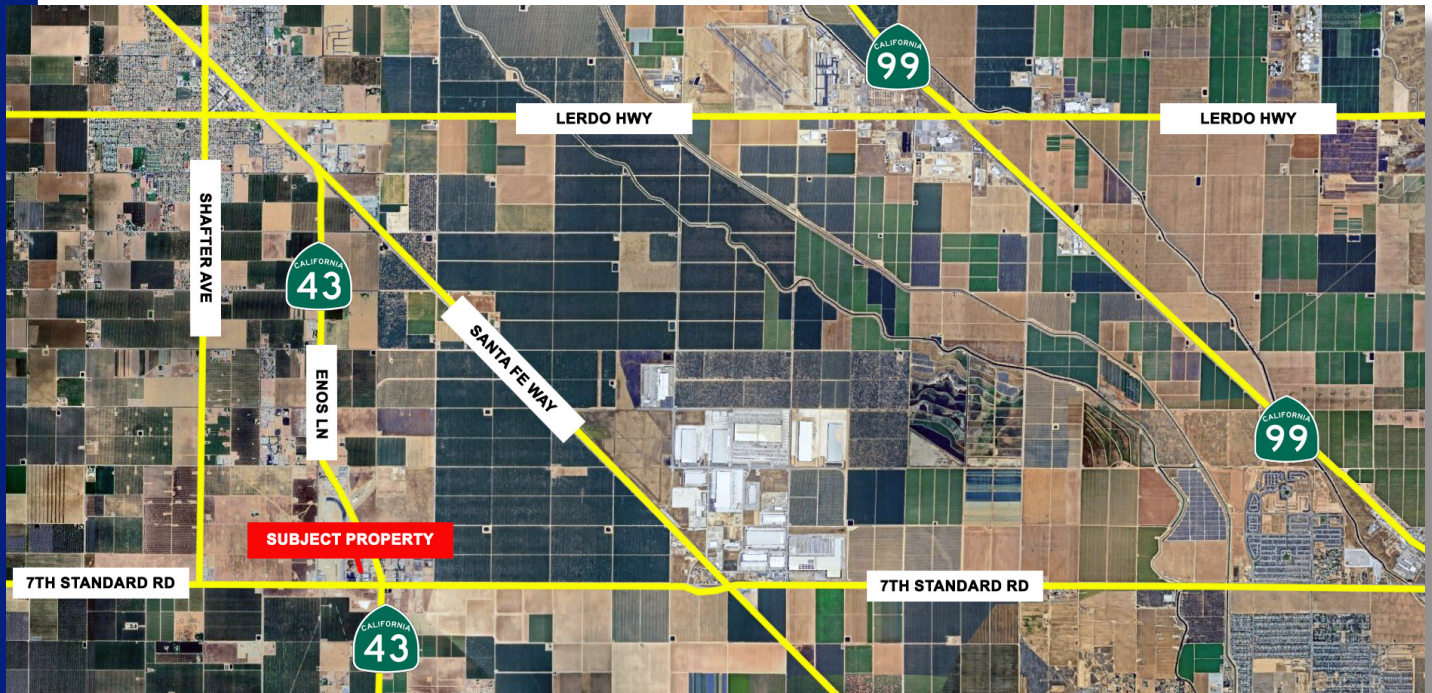 CALIFORNIA
99
LERDO HWY
LERDO HWY
SHAFTER AVE
CALIFORNIA
43
SANTA FE WAY
ENOS LN
CALIFORNIA
99
SUBJECT PROPERTY
7TH STANDARD RD
7TH STANDARD RD
CALIFORNIA
43